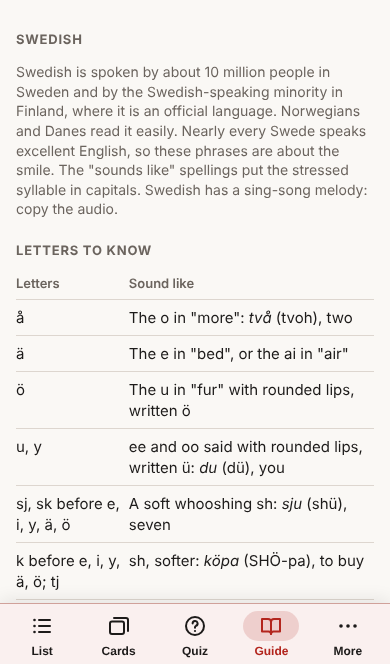 SWEDISH
Swedish is spoken by about 10 million people in
Sweden and by the Swedish-speaking minority in
Finland, where it is an official language. Norwegians
and Danes read it easily. Nearly every Swede speaks
excellent English, so these phrases are about the
smile. The "sounds like" spellings put the stressed
syllable in capitals. Swedish has a sing-song melody:
copy the audio.
LETTERS TO KNOW
Letters Sound like
å The o in "more": två (tvoh), two
ä The e in "bed", or the ai in "air"
ö The u in "fur" with rounded lips,
written ö
u, y ee and oo said with rounded lips,
written ü: du (dü), you
sj, sk before e, A soft whooshing sh: sju (shü),
i, y, ä, ö seven
k before e, i, y, sh, softer: köpa (SHÖ-pa), to buy
ä, ö; tj
List Cards Quiz Guide More